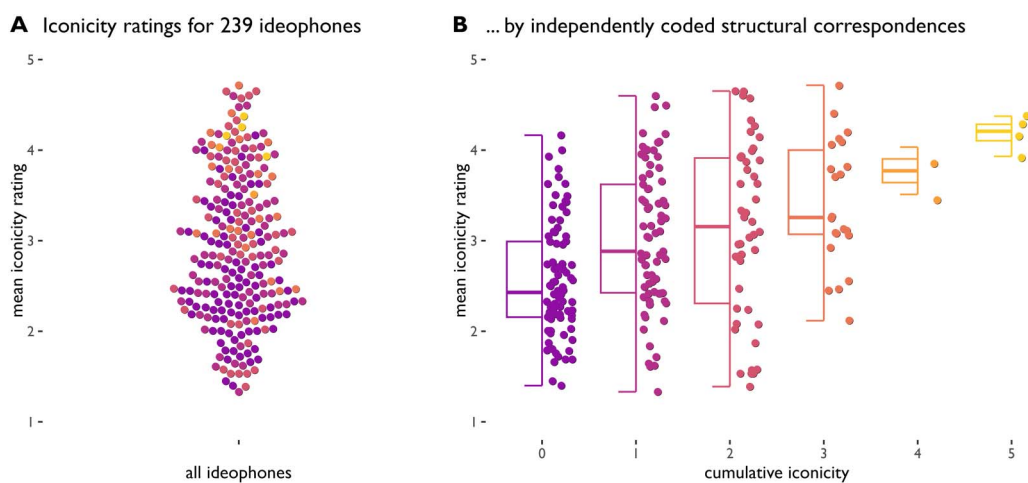 A Iconicity ratings for 239 ideophones
5
4
3
2
1
mean iconicity rating
all ideophones
B ... by independently coded structural correspondences
5
4
3
2
1
mean iconicity rating
0 1 2 3 4 5
cumulative iconicity